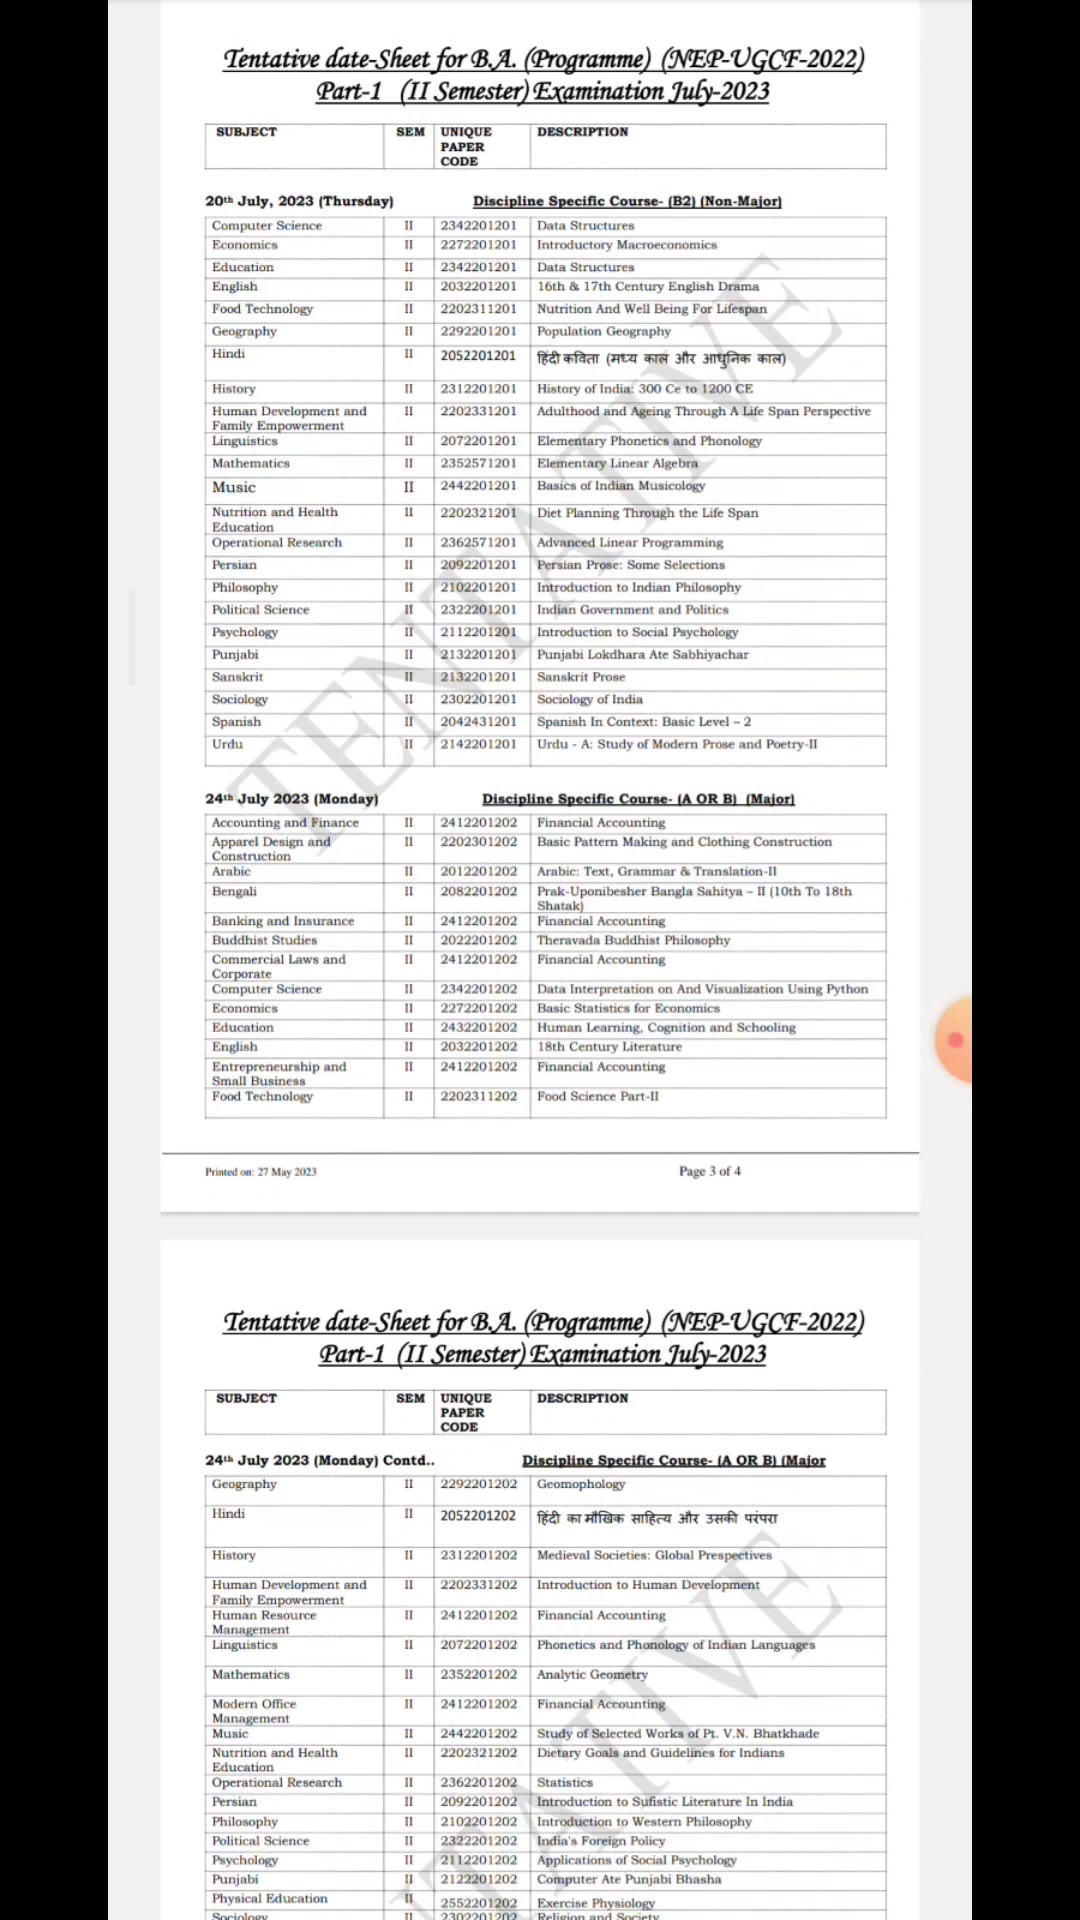 Tentative date-Sheet for B.A. (Programme) (NEP-UGCF-2022)
Part-1 (II Semester) Examination July-2023
SUBJECT SEM UNIQUE PAPER CODE DESCRIPTION
20th July, 2023 (Thursday) Discipline Specific Course- (B2) (Non-Major)
Computer Science II 2342201201 Data Structures
Economics II 2272201201 Introductory Macroeconomics
Education II 2342201201 Data Structures
English II 2032201201 16th & 17th Century English Drama
Food Technology II 2202311201 Nutrition And Well Being For Lifespan
Geography II 2292201201 Population Geography
Hindi II 2052201201 हिंदी कविता (मध्य काल और आधुनिक काल)
History II 2312201201 History of India: 300 Ce to 1200 CE
Human Development and Family Empowerment II 2202331201 Adulthood and Ageing Through A Life Span Perspective
Linguistics II 2072201201 Elementary Phonetics and Phonology
Mathematics II 2352571201 Elementary Linear Algebra
Music II 2442201201 Basics of Indian Musicology
Nutrition and Health Education II 2202321201 Diet Planning Through the Life Span
Operational Research II 2362571201 Advanced Linear Programming
Persian II 2092201201 Persian Prose: Some Selections
Philosophy II 2102201201 Introduction to Indian Philosophy
Political Science II 2322201201 Indian Government and Politics
Psychology II 2112201201 Introduction to Social Psychology
Punjabi II 2132201201 Punjabi Lokdhara Ate Sabhiyachar
Sanskrit II 2132201201 Sanskrit Prose
Sociology II 2302201201 Sociology of India
Spanish II 2042431201 Spanish In Context: Basic Level – 2
Urdu II 2142201201 Urdu - A: Study of Modern Prose and Poetry-II
TENTATIVE
24th July 2023 (Monday) Discipline Specific Course- (A OR B) (Major)
Accounting and Finance II 2412201202 Financial Accounting
Apparel Design and Construction II 2202301202 Basic Pattern Making and Clothing Construction
Arabic II 2012201202 Arabic: Text, Grammar & Translation-II
Bengali II 2082201202 Prak-Uponibesher Bangla Sahitya – II (10th To 18th Shatak)
Banking and Insurance II 2412201202 Financial Accounting
Buddhist Studies II 2022201202 Theravada Buddhist Philosophy
Commercial Laws and Corporate II 2412201202 Financial Accounting
Computer Science II 2342201202 Data Interpretation on And Visualization Using Python
Economics II 2272201202 Basic Statistics for Economics
Education II 2432201202 Human Learning, Cognition and Schooling
English II 2032201202 18th Century Literature
Entrepreneurship and Small Business II 2412201202 Financial Accounting
Food Technology II 2202311202 Food Science Part-II
Printed on: 27 May 2023 Page 3 of 4
Tentative date-Sheet for B.A. (Programme) (NEP-UGCF-2022)
Part-1 (II Semester) Examination July-2023
SUBJECT SEM UNIQUE PAPER CODE DESCRIPTION
24th July 2023 (Monday) Contd.. Discipline Specific Course- (A OR B) (Major
Geography II 2292201202 Geomophology
Hindi II 2052201202 हिंदी का मौखिक साहित्य और उसकी परंपरा
History II 2312201202 Medieval Societies: Global Prespectives
Human Development and Family Empowerment II 2202331202 Introduction to Human Development
Human Resource Management II 2412201202 Financial Accounting
Linguistics II 2072201202 Phonetics and Phonology of Indian Languages
Mathematics II 2352201202 Analytic Geometry
Modern Office Management II 2412201202 Financial Accounting
Music II 2442201202 Study of Selected Works of Pt. V.N. Bhatkhade
Nutrition and Health Education II 2202321202 Dietary Goals and Guidelines for Indians
Operational Research II 2362201202 Statistics
Persian II 2092201202 Introduction to Sufistic Literature In India
Philosophy II 2102201202 Introduction to Western Philosophy
Political Science II 2322201202 India's Foreign Policy
Psychology II 2112201202 Applications of Social Psychology
Punjabi II 2122201202 Computer Ate Punjabi Bhasha
Physical Education II 2552201202 Exercise Physiology
Sociology II 2302201202 Religion and Society
TATIVE